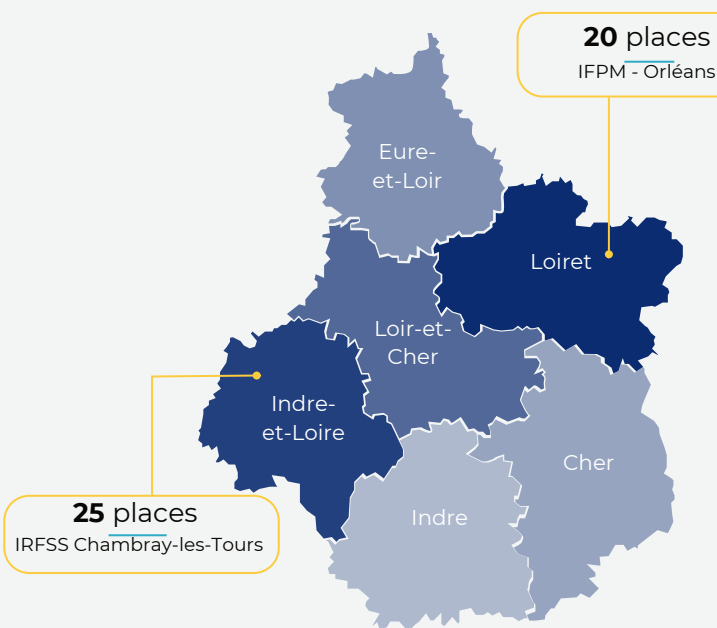 20 places
IFPM - Orléans
Eure-
et-Loir
Loiret
Loir-et-
Cher
Indre-
et-Loire
Cher
Indre
25 places
IRFSS Chambray-les-Tours